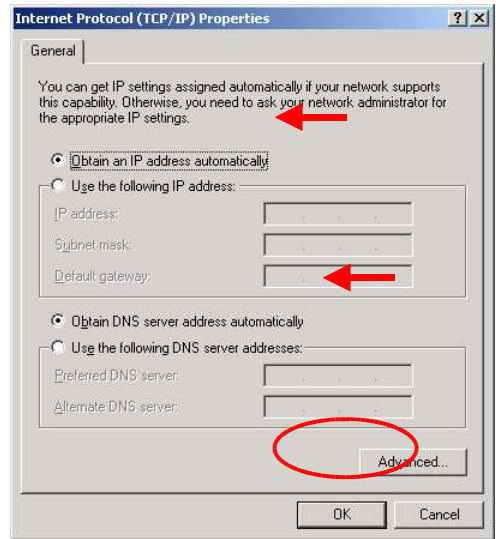 Internet Protocol (TCP/IP) Properties
General
You can get IP settings assigned automatically if your network supports
this capability. Otherwise, you need to ask your network administrator for
the appropriate IP settings.
Obtain an IP address automatically
Use the following IP address:
IP address:
Subnet mask:
Default gateway:
Obtain DNS server address automatically
Use the following DNS server addresses:
Preferred DNS server:
Alternate DNS server:
Advanced...
OK Cancel